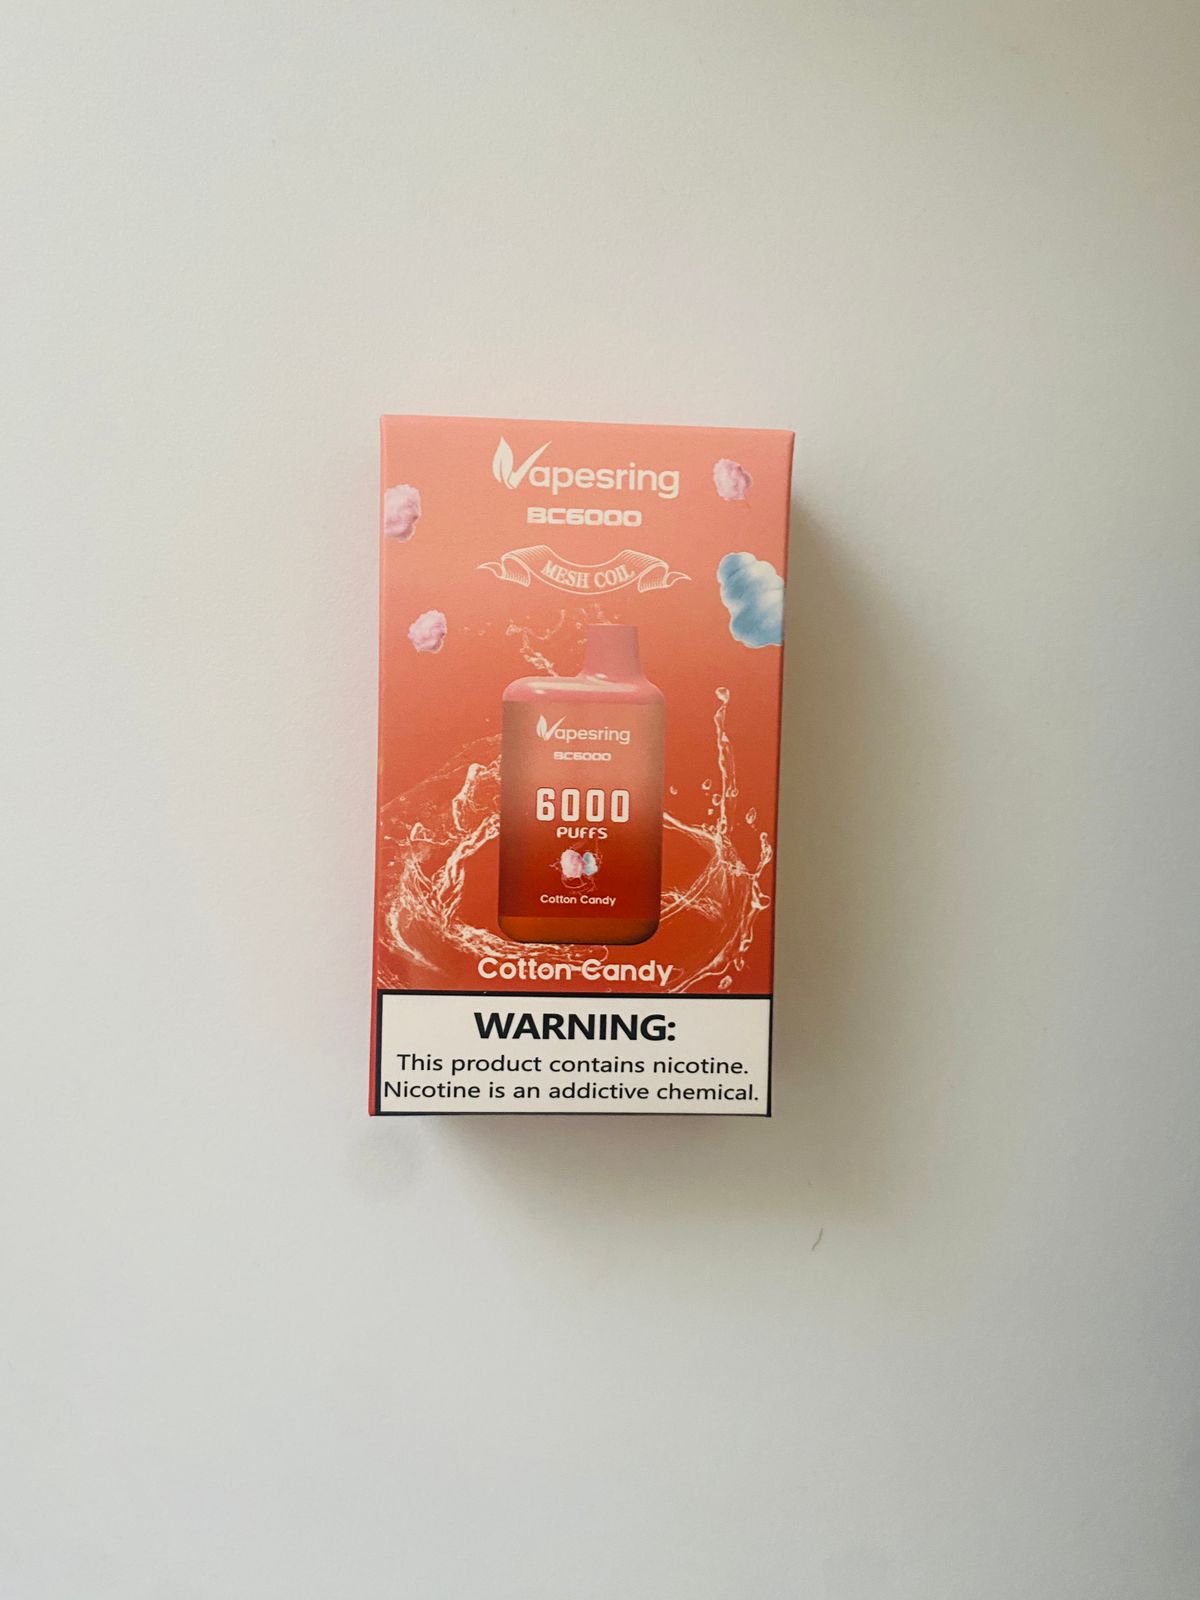 Vapesring
BC6000
MESH COIL
Vapesring
BC6000
6000
PUFFS
Cotton Candy
Cotton Candy
WARNING:
This product contains nicotine.
Nicotine is an addictive chemical.